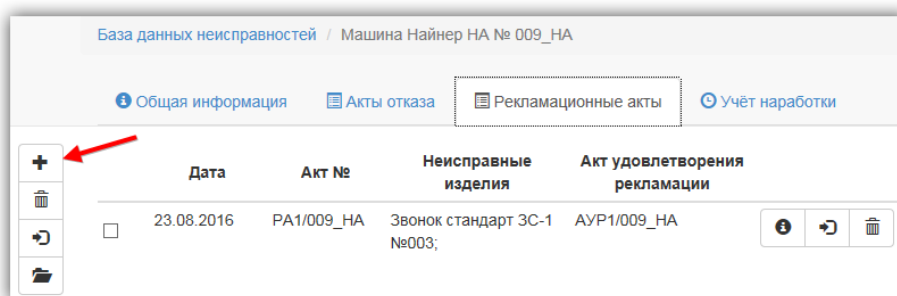 База данных неисправностей / Машина Найнер НА № 009_НА
Общая информация Акты отказа Рекламационные акты Учёт наработки
Дата Акт № Неисправные изделия Акт удовлетворения рекламации
23.08.2016 РА1/009_НА Звонок стандарт ЗС-1 №003; АУР1/009_НА